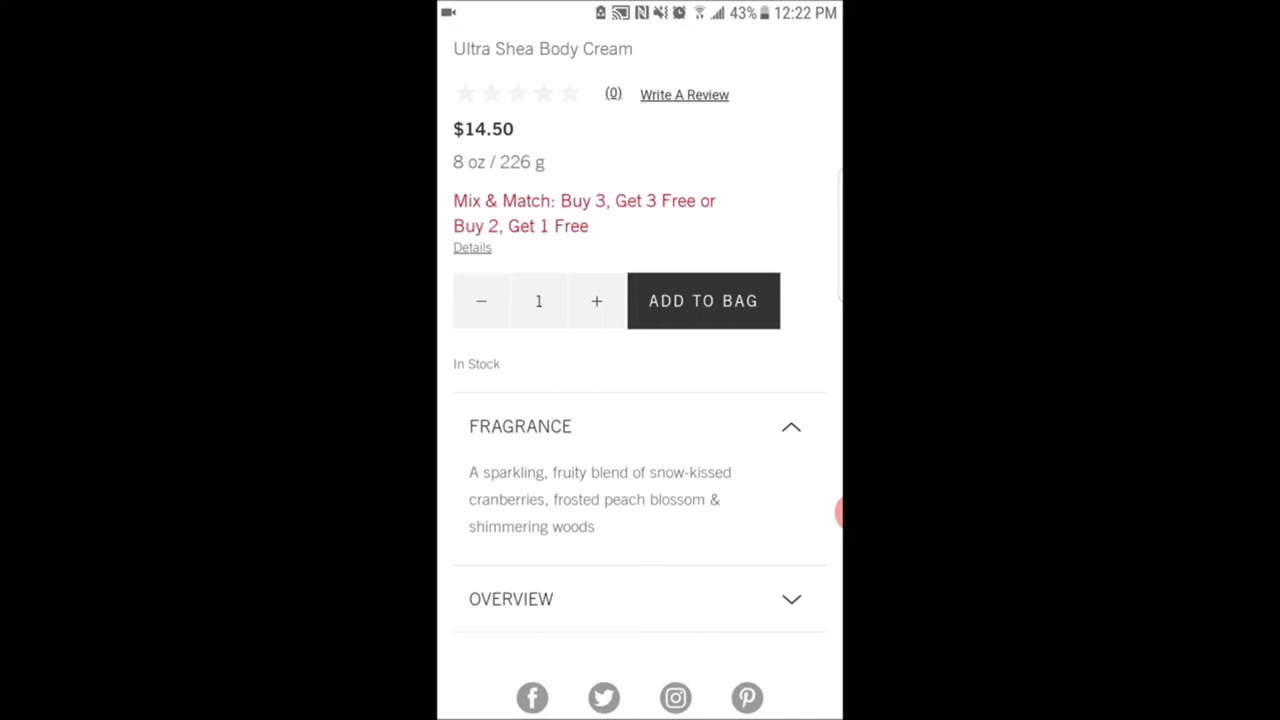 43% 12:22 PM
Ultra Shea Body Cream
(0) Write A Review
$14.50
8 oz / 226 g
Mix & Match: Buy 3, Get 3 Free or
Buy 2, Get 1 Free
Details
− 1 + ADD TO BAG
In Stock
FRAGRANCE
A sparkling, fruity blend of snow-kissed
cranberries, frosted peach blossom &
shimmering woods
OVERVIEW